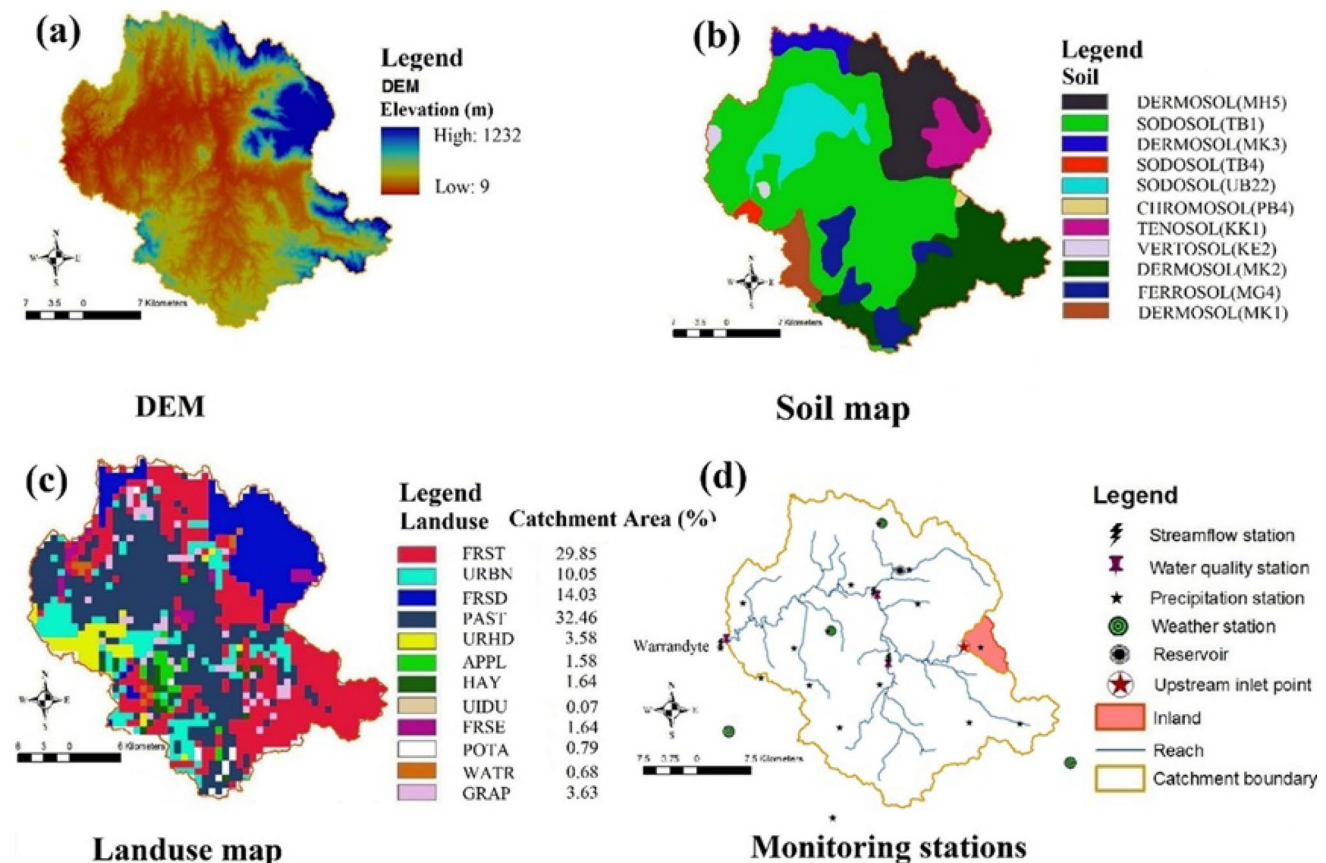 (a)
Legend
DEM
Elevation (m)
High: 1232
Low: 9
N
W
S
7 3.5 0 7 Kilometers
DEM
(b)
Legend
Soil
DERMOSOL(MH5)
SODOSOL(TB1)
DERMOSOL(MK3)
SODOSOL(TB4)
SODOSOL(UB22)
CHROMOSOL(PB4)
TENOSOL(KK1)
VERTOSOL(KE2)
DERMOSOL(MK2)
FERROSOL(MG4)
DERMOSOL(MK1)
N
W E
S
7 3.5 0 7 Kilometers
Soil map
(c)
Legend
Landuse Catchment Area (%)
FRST 29.85
URBN 10.05
FRSD 14.03
PAST 32.46
URHD 3.58
APPL 1.58
HAY 1.64
UIDU 0.07
FRSE 1.64
POTA 0.79
WATR 0.68
GRAP 3.63
N
W E
S
6 3 0 6 Kilometers
Landuse map
(d)
Warrandyte
N
W E
S
7.5 3.75 0 7.5 Kilometers
Legend
Streamflow station
Water quality station
Precipitation station
Weather station
Reservoir
Upstream inlet point
Inland
Reach
Catchment boundary
Monitoring stations